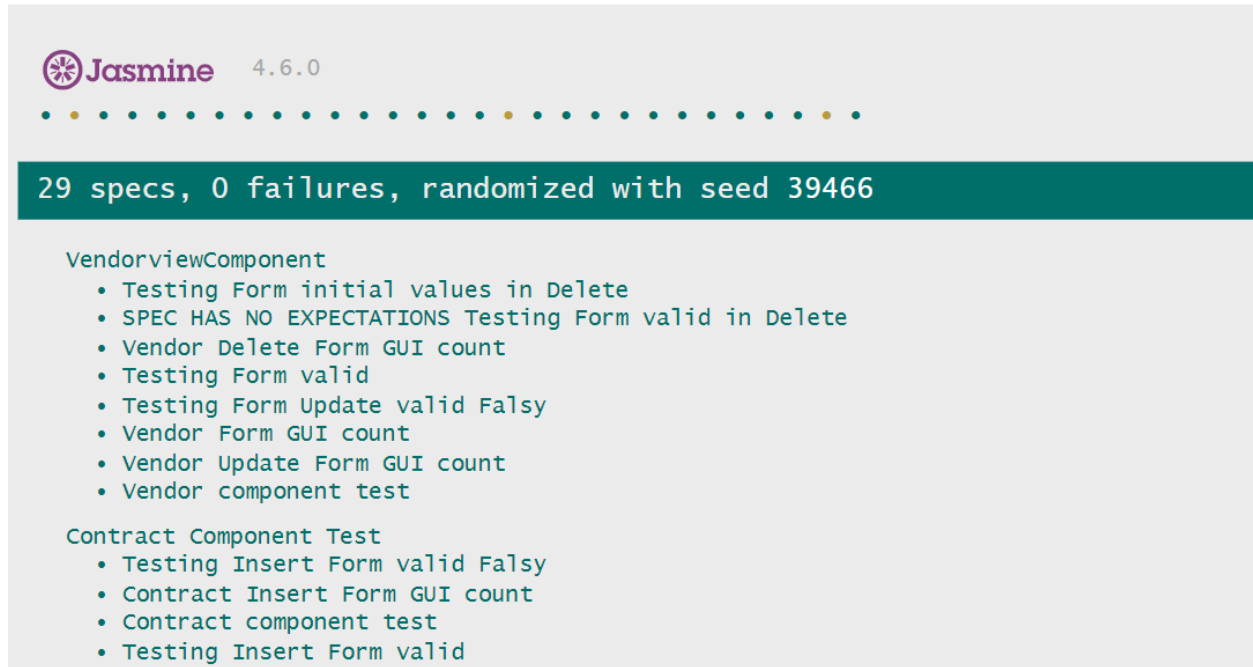 Jasmine 4.6.0
29 specs, 0 failures, randomized with seed 39466
VendorviewComponent
• Testing Form initial values in Delete
• SPEC HAS NO EXPECTATIONS Testing Form valid in Delete
• Vendor Delete Form GUI count
• Testing Form valid
• Testing Form Update valid Falsy
• Vendor Form GUI count
• Vendor Update Form GUI count
• Vendor component test
Contract Component Test
• Testing Insert Form valid Falsy
• Contract Insert Form GUI count
• Contract component test
• Testing Insert Form valid